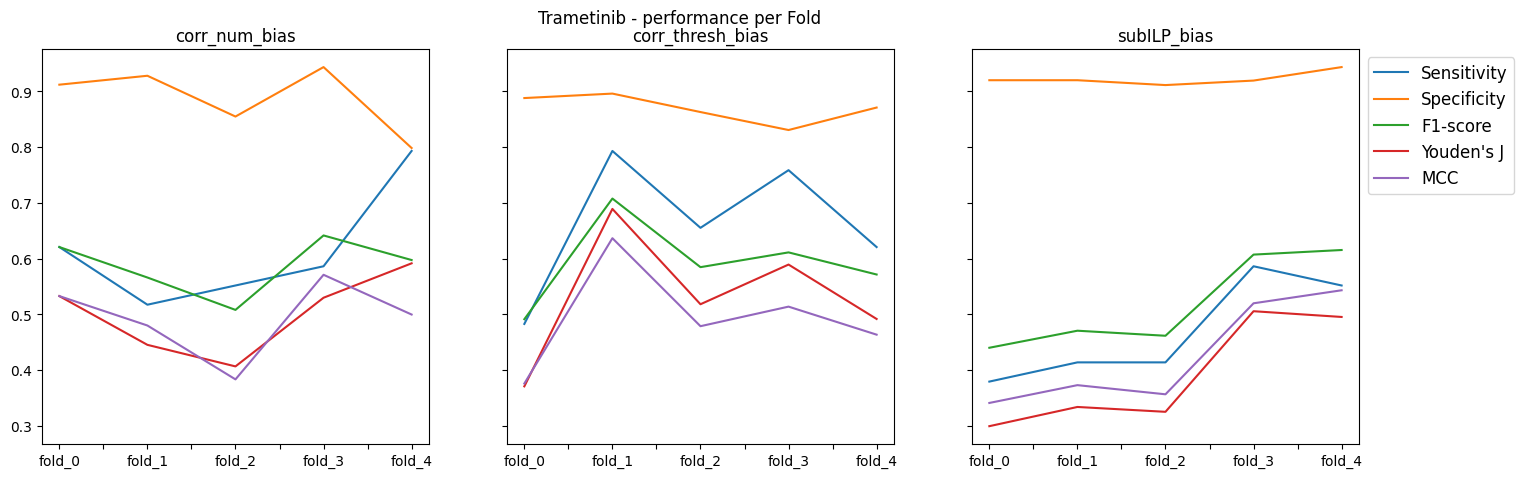 Trametinib - performance per Fold
corr_num_bias
corr_thresh_bias
subILP_bias
0.9
0.8
0.7
0.6
0.5
0.4
0.3
fold_0 fold_1 fold_2 fold_3 fold_4
fold_0 fold_1 fold_2 fold_3 fold_4
fold_0 fold_1 fold_2 fold_3 fold_4
Sensitivity
Specificity
F1-score
Youden's J
MCC